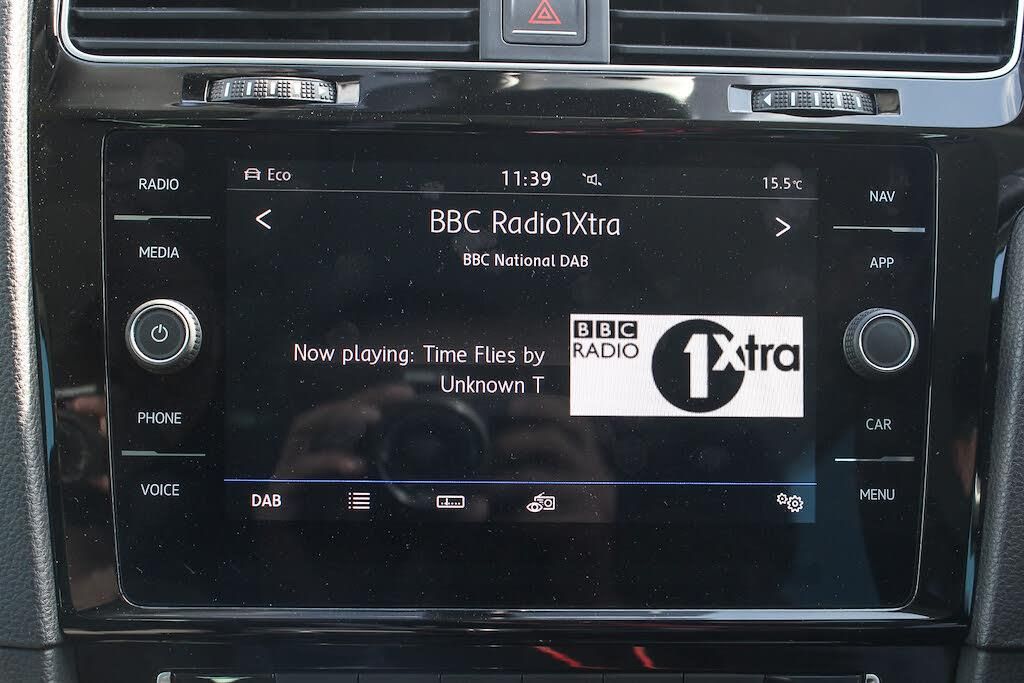 RADIO
MEDIA
PHONE
VOICE
Eco
11:39
15.5°C
<
BBC Radio1Xtra
>
BBC National DAB
Now playing: Time Flies by
Unknown T
BBC
RADIO
1Xtra
DAB
NAV
APP
CAR
MENU